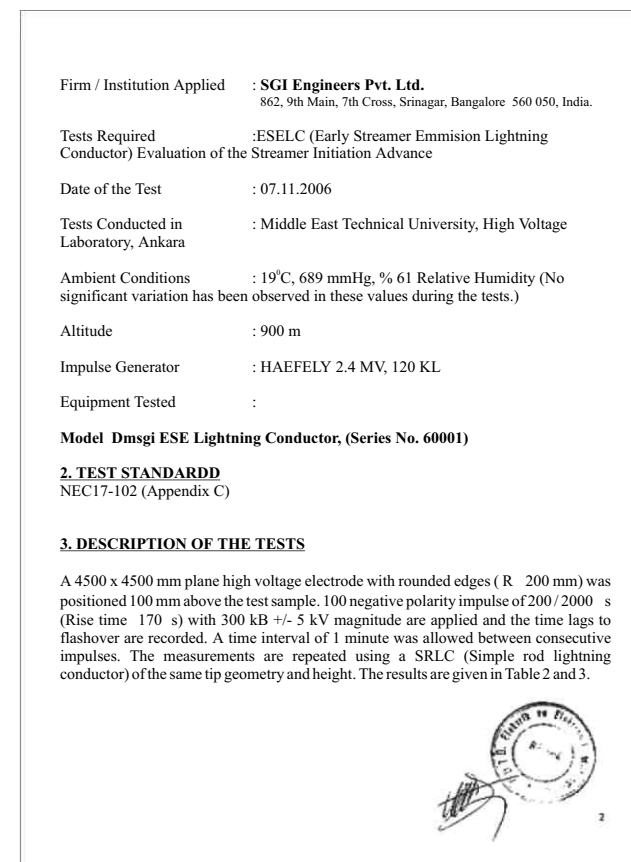 Firm / Institution Applied : SGI Engineers Pvt. Ltd.
862, 9th Main, 7th Cross, Srinagar, Bangalore 560 050, India.
Tests Required :ESELC (Early Streamer Emmision Lightning
Conductor) Evaluation of the Streamer Initiation Advance
Date of the Test : 07.11.2006
Tests Conducted in : Middle East Technical University, High Voltage
Laboratory, Ankara
Ambient Conditions : 19⁰C, 689 mmHg, % 61 Relative Humidity (No
significant variation has been observed in these values during the tests.)
Altitude : 900 m
Impulse Generator : HAEFELY 2.4 MV, 120 KL
Equipment Tested :
Model Dmsgi ESE Lightning Conductor, (Series No. 60001)
2. TEST STANDARDD
NEC17-102 (Appendix C)
3. DESCRIPTION OF THE TESTS
A 4500 x 4500 mm plane high voltage electrode with rounded edges ( R 200 mm) was
positioned 100 mm above the test sample. 100 negative polarity impulse of 200 / 2000 s
(Rise time 170 s) with 300 kB +/- 5 kV magnitude are applied and the time lags to
flashover are recorded. A time interval of 1 minute was allowed between consecutive
impulses. The measurements are repeated using a SRLC (Simple rod lightning
conductor) of the same tip geometry and height. The results are given in Table 2 and 3.
2